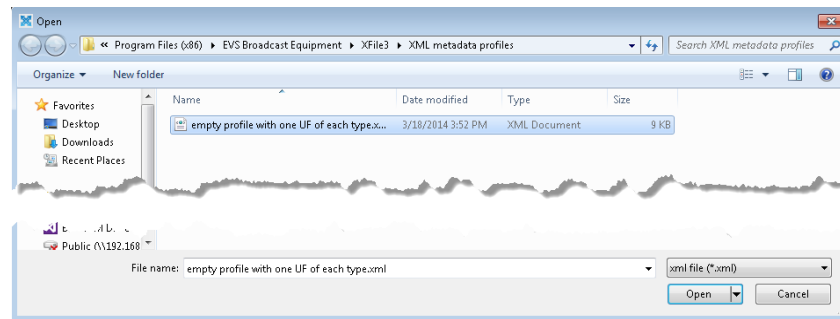 Open
« Program Files (x86) ▸ EVS Broadcast Equipment ▸ XFile3 ▸ XML metadata profiles Search XML metadata profiles
Organize New folder
Name Date modified Type Size
Favorites
empty profile with one UF of each type.x... 3/18/2014 3:52 PM XML Document 9 KB
Desktop
Downloads
Recent Places
Public (\\192.168
File name: empty profile with one UF of each type.xml xml file (*.xml)
Open Cancel